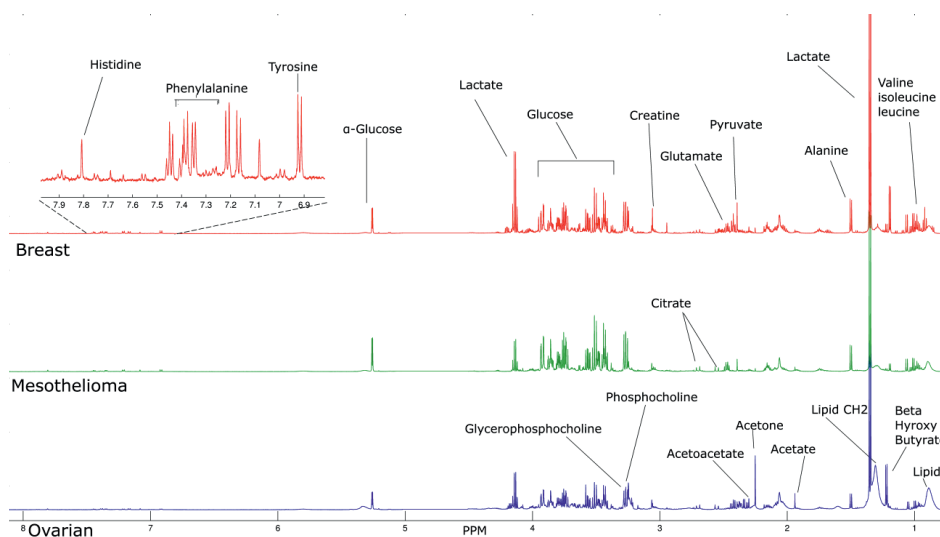 Histidine
Phenylalanine
Tyrosine
α-Glucose
Lactate
Glucose
Creatine
Glutamate
Pyruvate
Lactate
Alanine
Valine
isoleucine
leucine
7.9 7.8 7.7 7.6 7.5 7.4 7.3 7.2 7.1 7.0 6.9
Breast
Citrate
Mesothelioma
Glycerophosphocholine
Phosphocholine
Acetoacetate
Acetone
Acetate
Lipid CH2
Beta
Hyroxy
Butyrate
Lipid
8 7 6 5 PPM 4 3 2 1
Ovarian